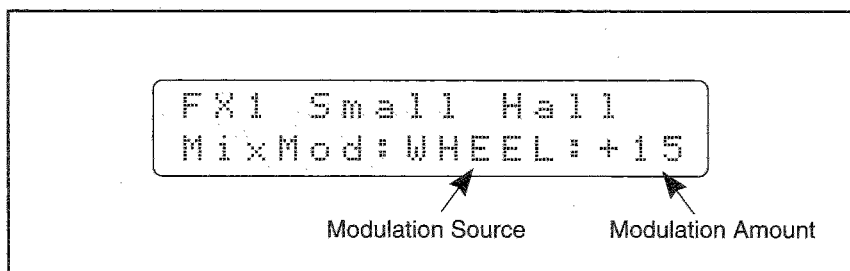 FX1 Small Hall
MixMod:WHEEL:+15
Modulation Source
Modulation Amount